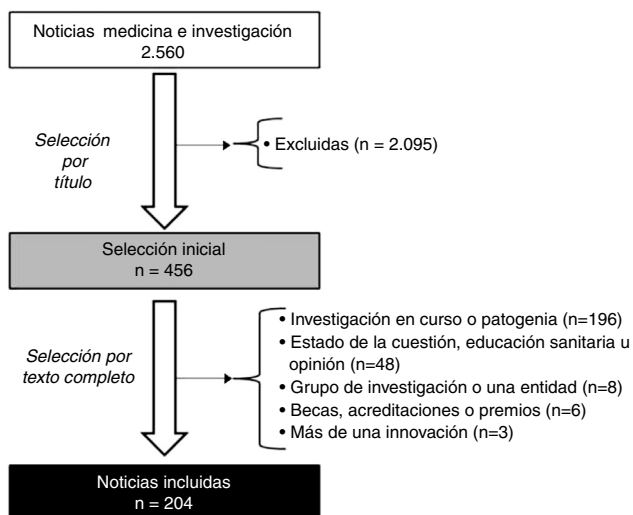 Noticias medicina e investigación
2.560
Selección
por
título
• Excluidas (n = 2.095)
Selección inicial
n = 456
Selección por
texto completo
• Investigación en curso o patogenia (n=196)
• Estado de la cuestión, educación sanitaria u
opinión (n=48)
• Grupo de investigación o una entidad (n=8)
• Becas, acreditaciones o premios (n=6)
• Más de una innovación (n=3)
Noticias incluidas
n = 204